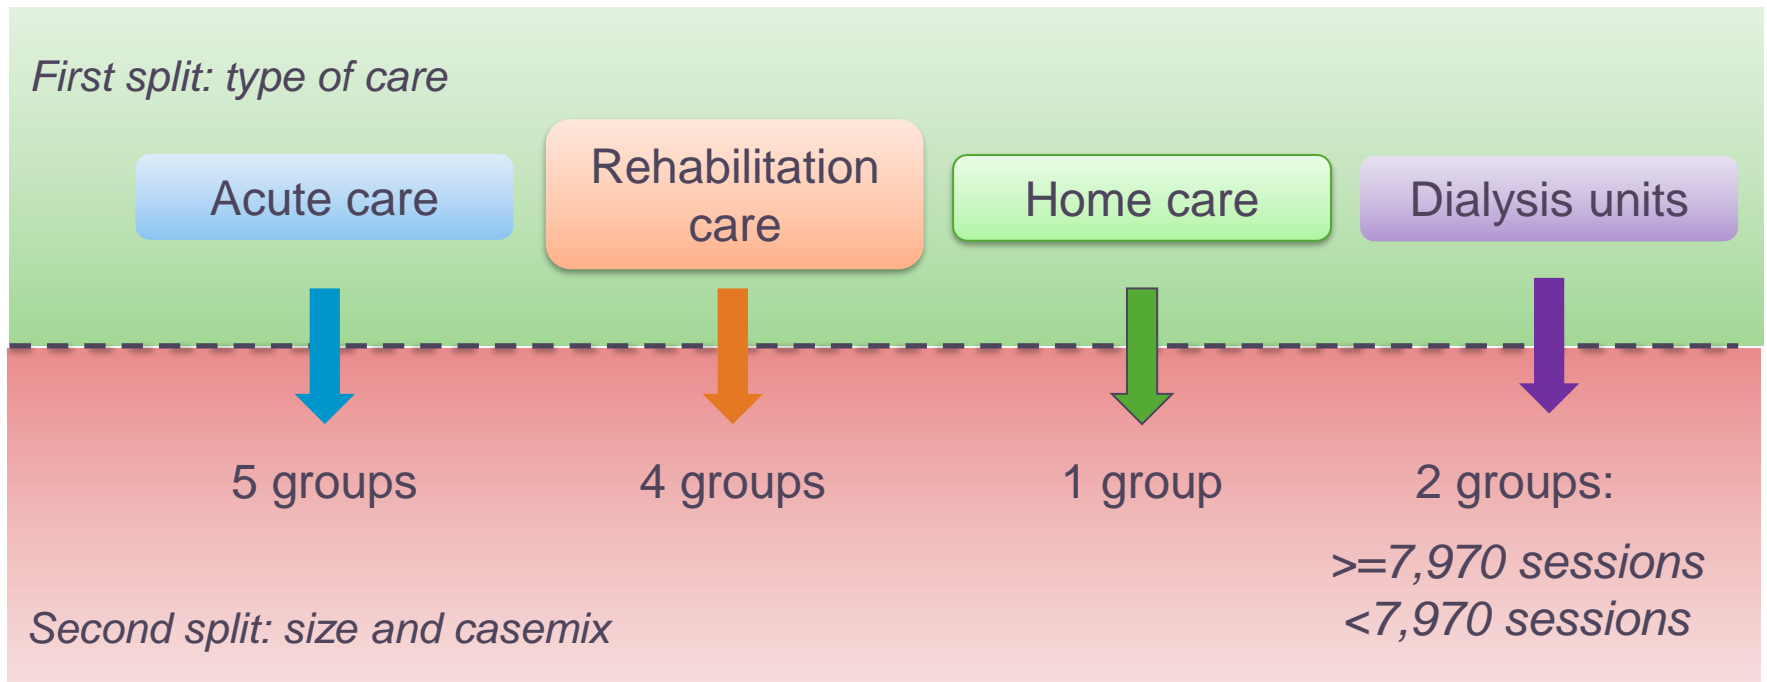 First split: type of care
Acute care
Rehabilitation
care
Home care
Dialysis units
5 groups
4 groups
1 group
2 groups:
>=7,970 sessions
<7,970 sessions
Second split: size and casemix